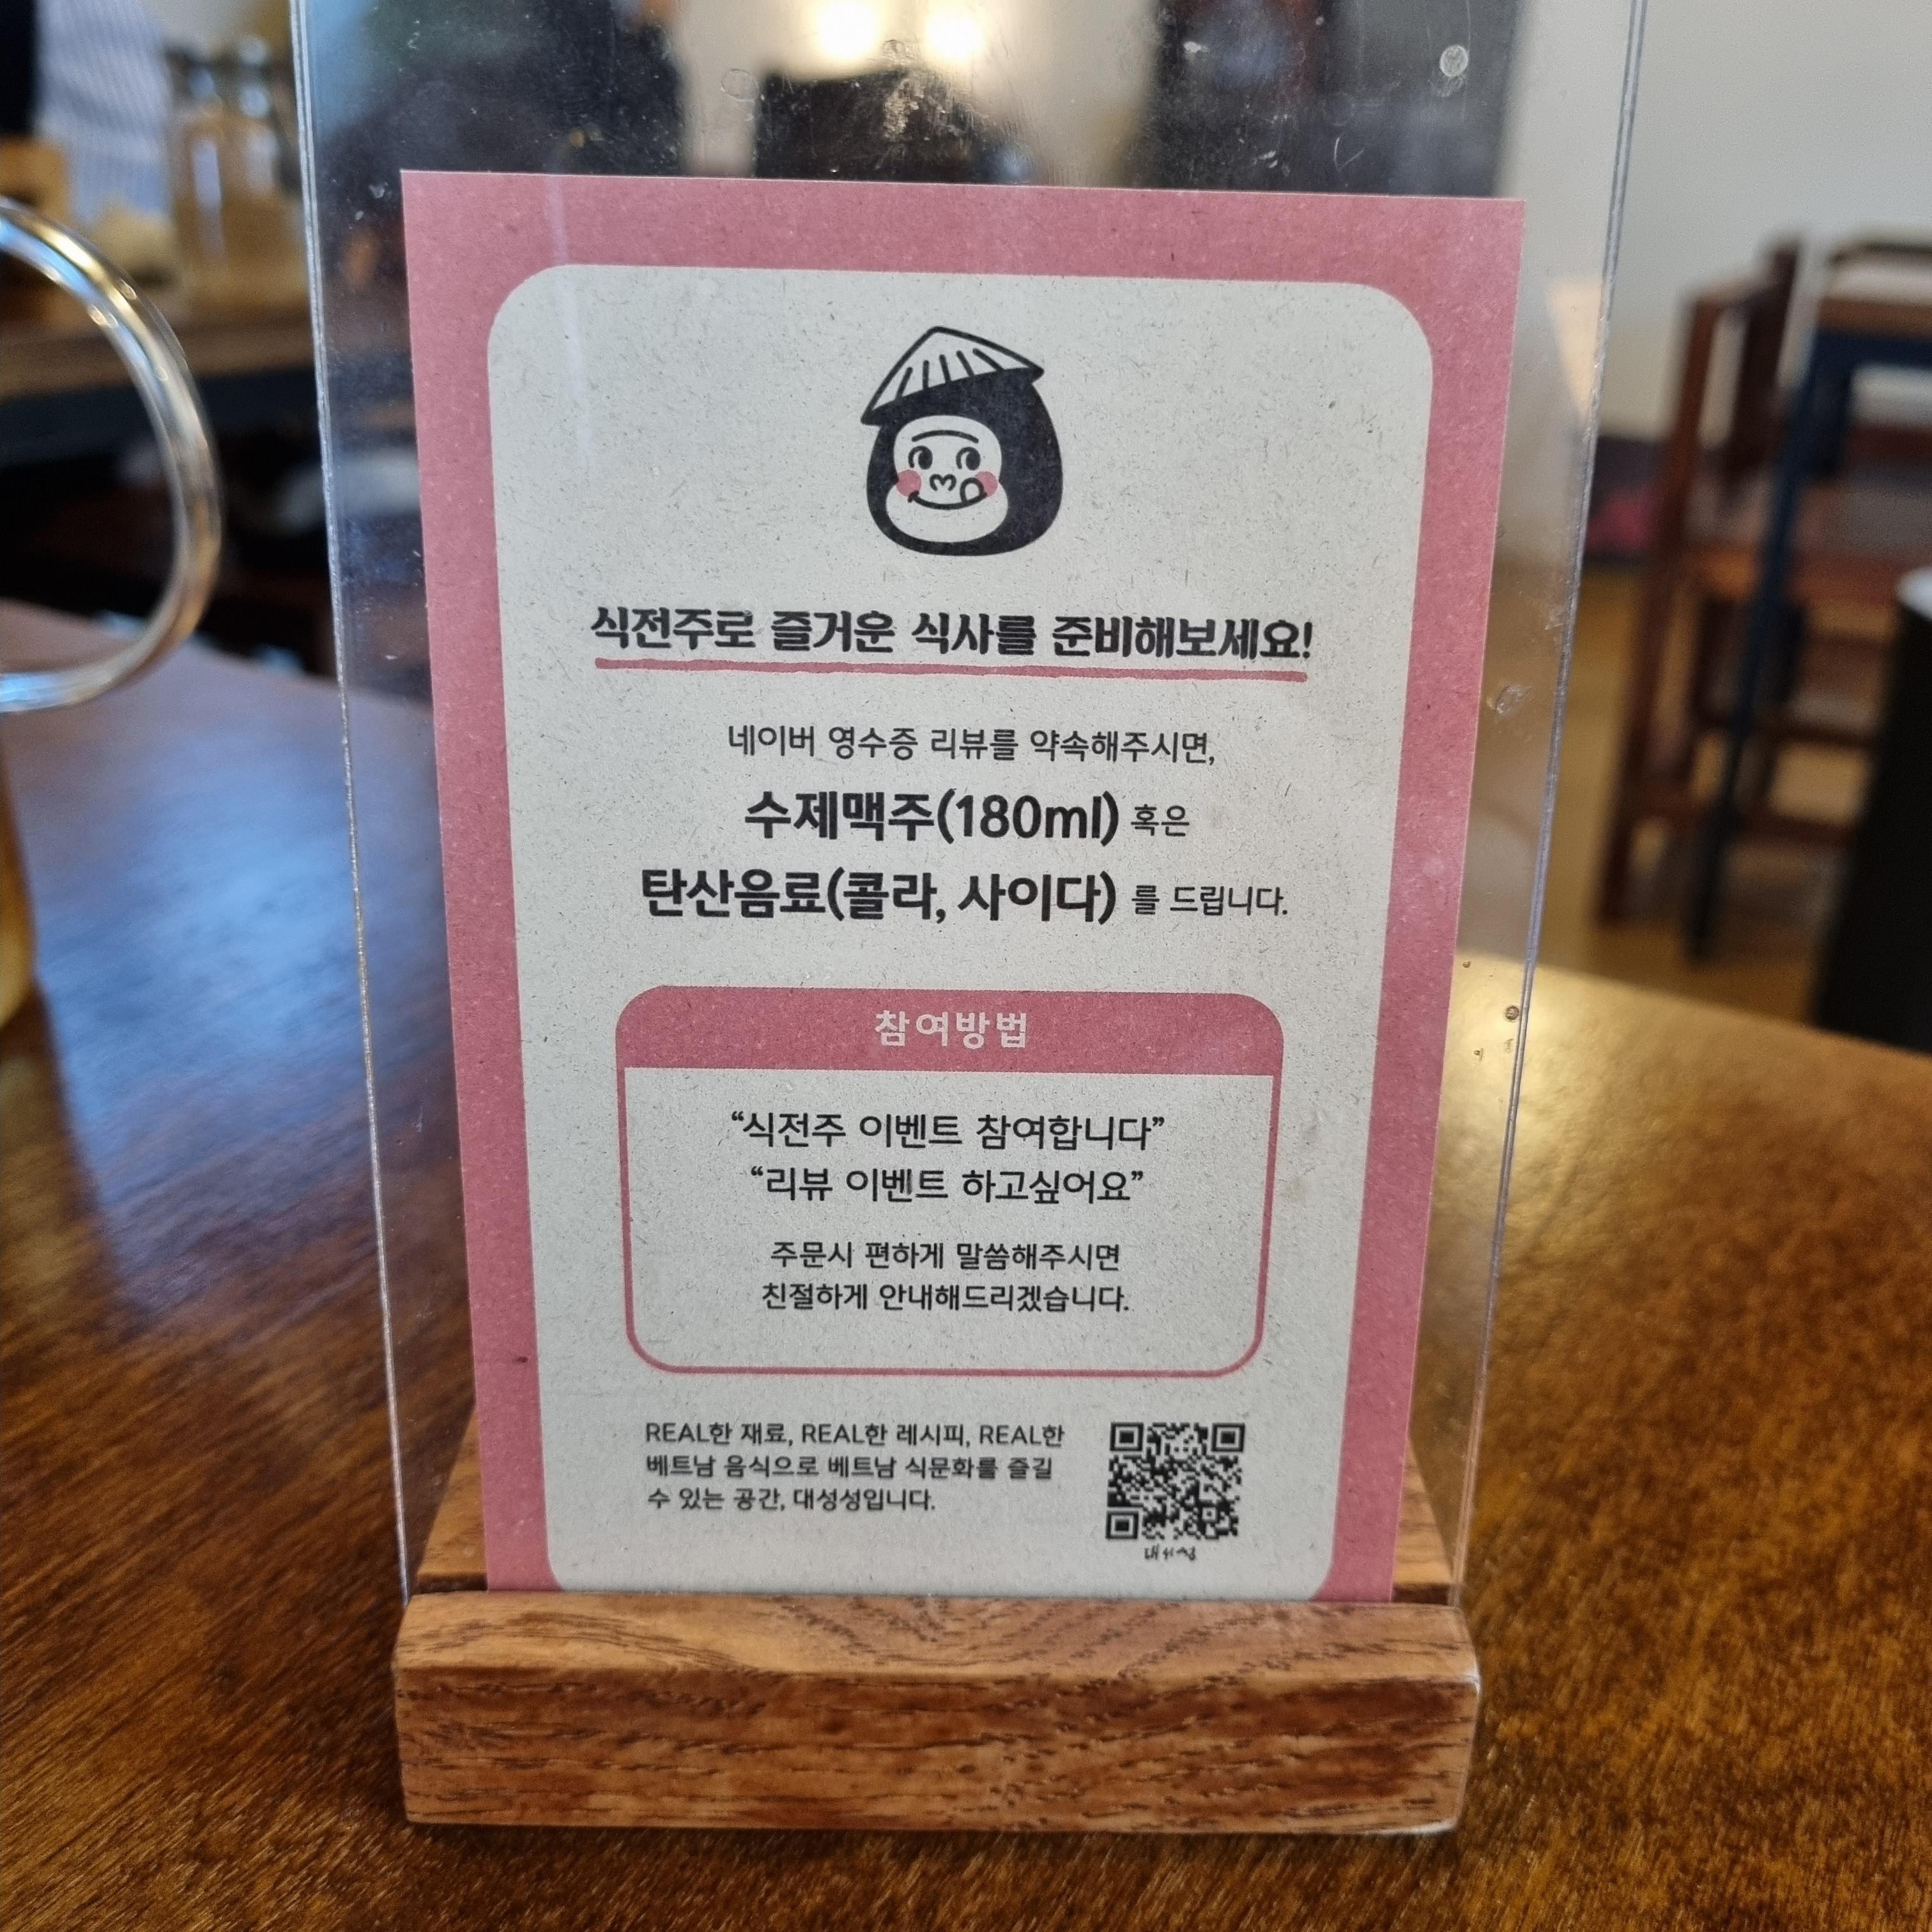 식전주로 즐거운 식사를 준비해보세요!
네이버 영수증 리뷰를 약속해주시면,
수제맥주(180ml) 혹은
탄산음료(콜라, 사이다) 를 드립니다.
참여방법
“식전주 이벤트 참여합니다”
“리뷰 이벤트 하고싶어요”
주문시 편하게 말씀해주시면
친절하게 안내해드리겠습니다.
REAL한 재료, REAL한 레시피, REAL한
베트남 음식으로 베트남 식문화를 즐길
수 있는 공간, 대성성입니다.